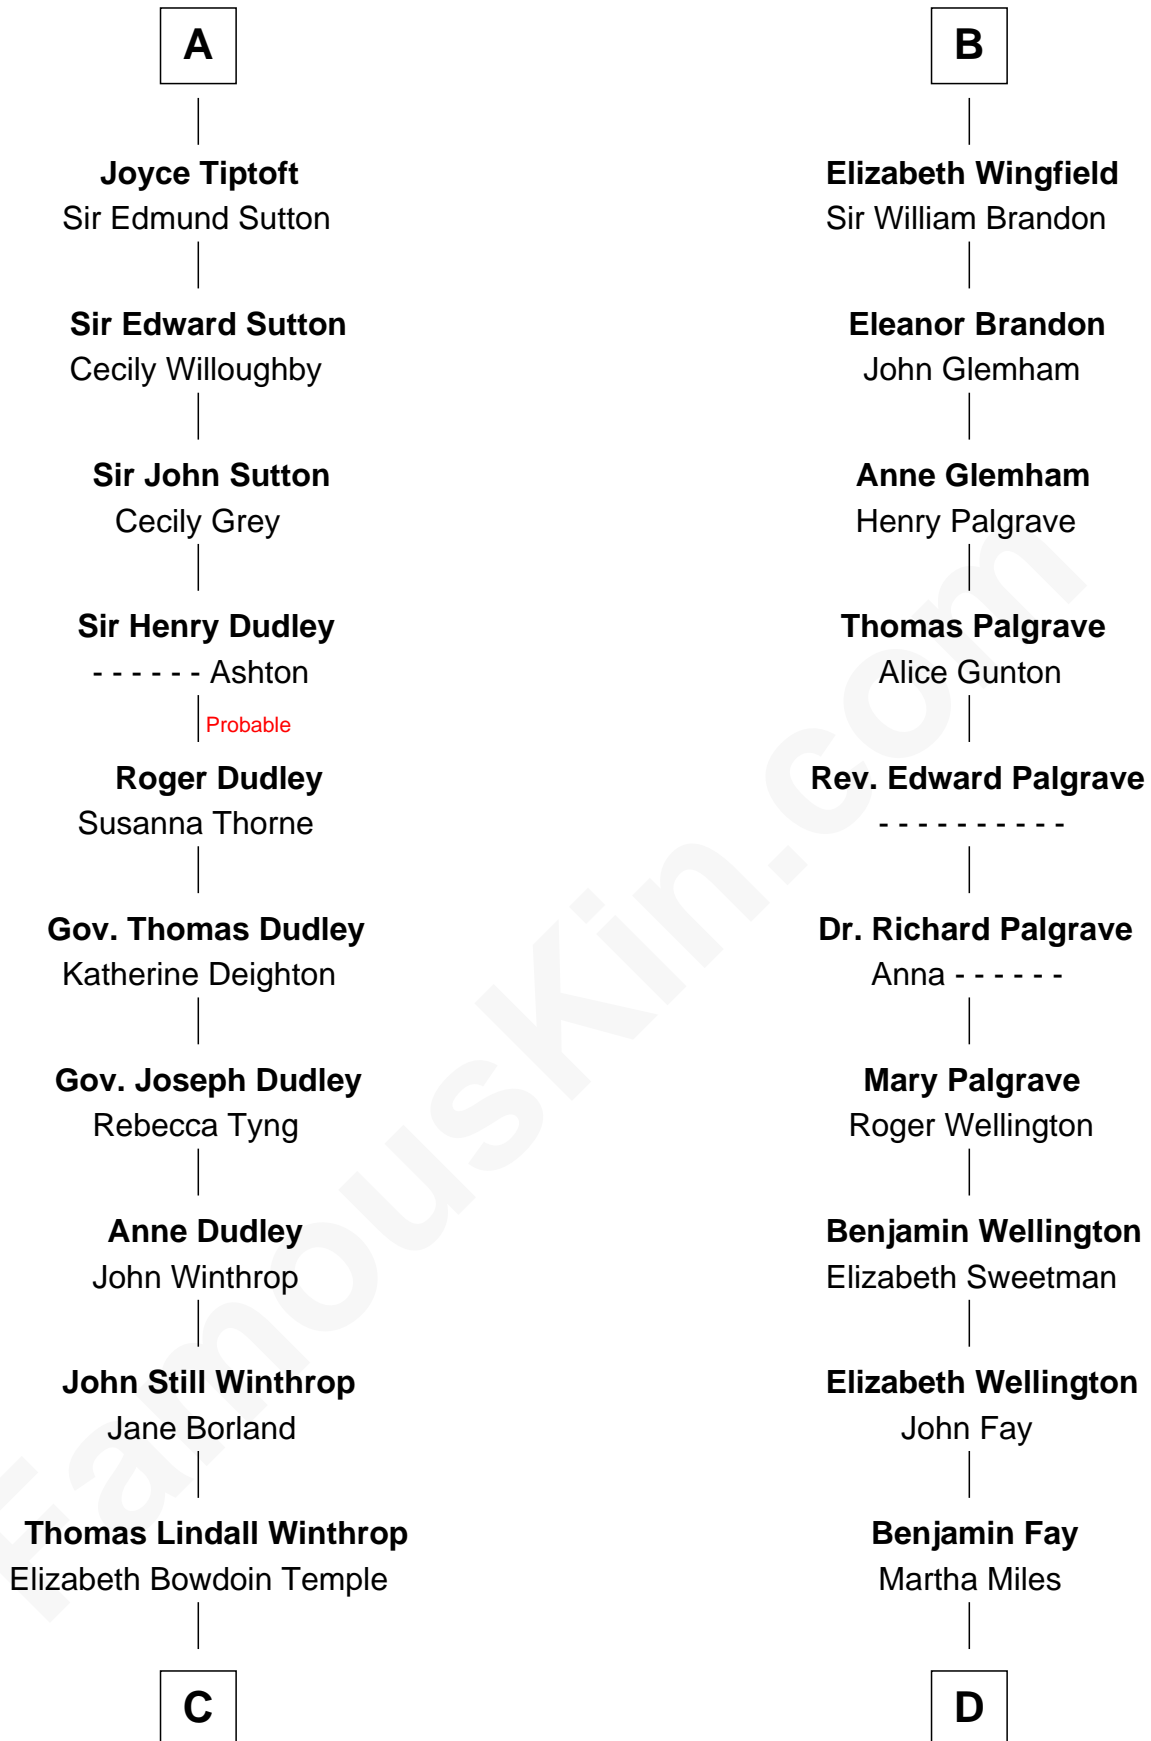 A
Joyce Tiptoft
Sir Edmund Sutton
Sir Edward Sutton
Cecily Willoughby
Sir John Sutton
Cecily Grey
Sir Henry Dudley
- - - - - - Ashton
Probable
Roger Dudley
Susanna Thorne
Gov. Thomas Dudley
Katherine Deighton
Gov. Joseph Dudley
Rebecca Tyng
Anne Dudley
John Winthrop
John Still Winthrop
Jane Borland
Thomas Lindall Winthrop
Elizabeth Bowdoin Temple
C
B
Elizabeth Wingfield
Sir William Brandon
Eleanor Brandon
John Glemham
Anne Glemham
Henry Palgrave
Thomas Palgrave
Alice Gunton
Rev. Edward Palgrave
- - - - - - - - - -
Dr. Richard Palgrave
Anna - - - - - -
Mary Palgrave
Roger Wellington
Benjamin Wellington
Elizabeth Sweetman
Elizabeth Wellington
John Fay
Benjamin Fay
Martha Miles
D
FamousKin.com